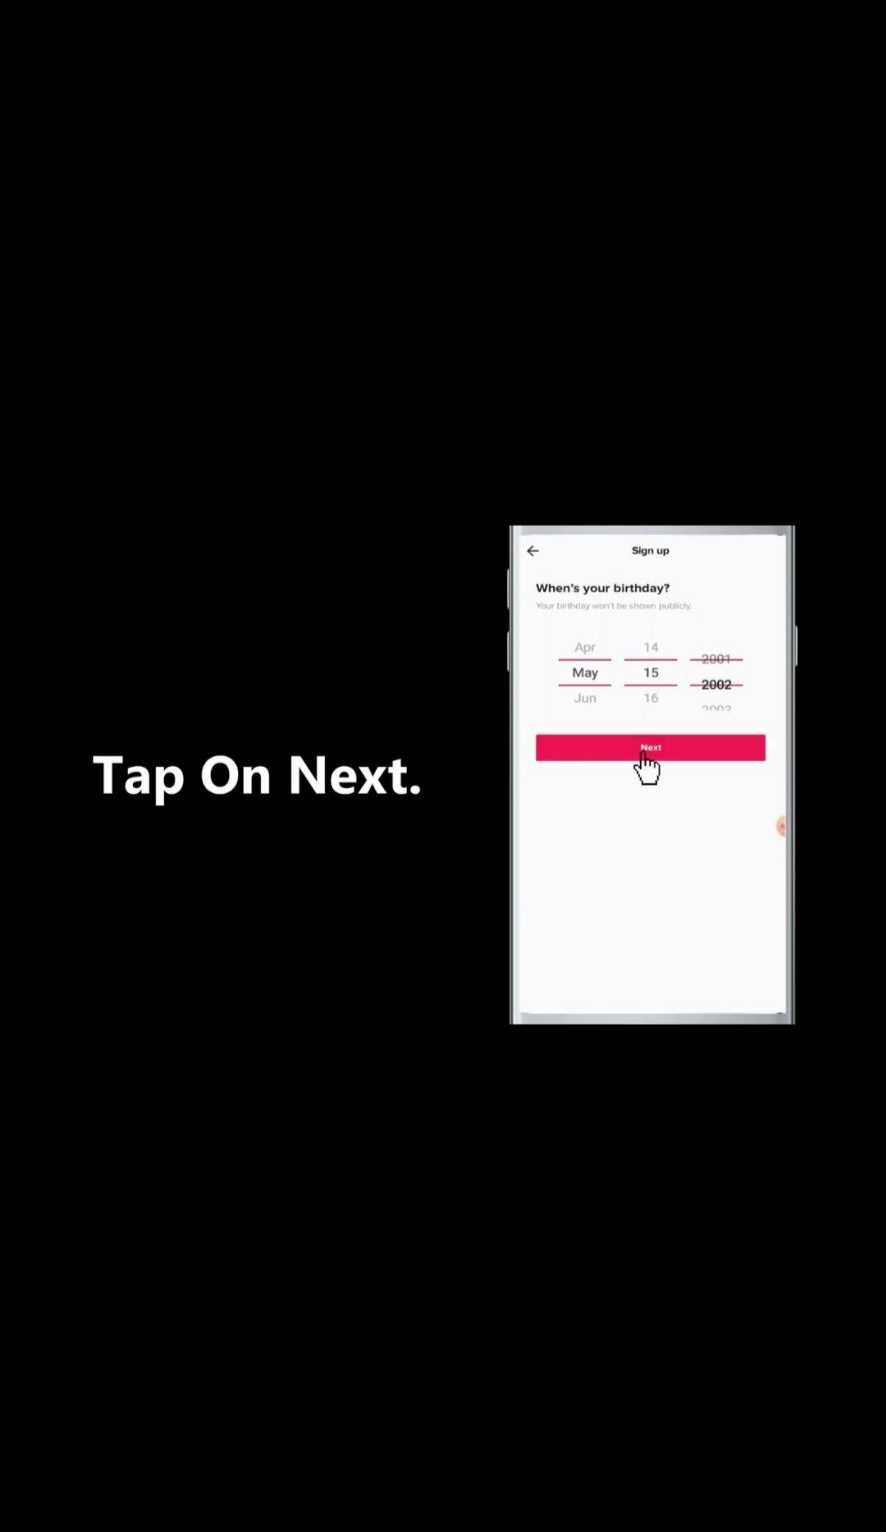 Sign up
When's your birthday?
Your birthday won't be shown publicly.
Apr 14 2001
May 15 2002
Jun 16 2003
Next
Tap On Next.